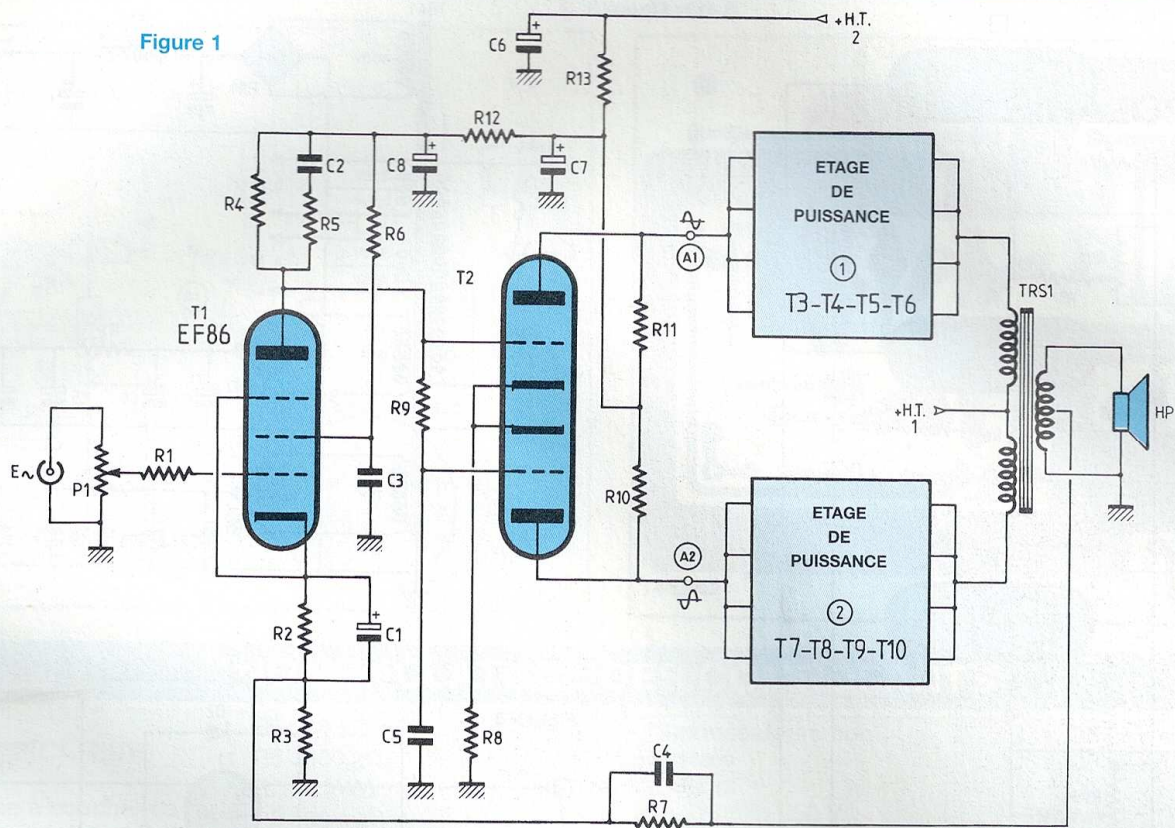 Figure 1
C6
+
+H.T.
2
R13
R12
C2
C8
+
C7
+
R4
R5
R6
ETAGE
DE
PUISSANCE
1
T3-T4-T5-T6
A1
T2
T1
EF86
R11
TRS1
R9
+H.T.
1
HP
E~
P1
R1
C3
R10
ETAGE
DE
PUISSANCE
2
T7-T8-T9-T10
A2
R2
+
C1
R3
C5
R8
C4
R7